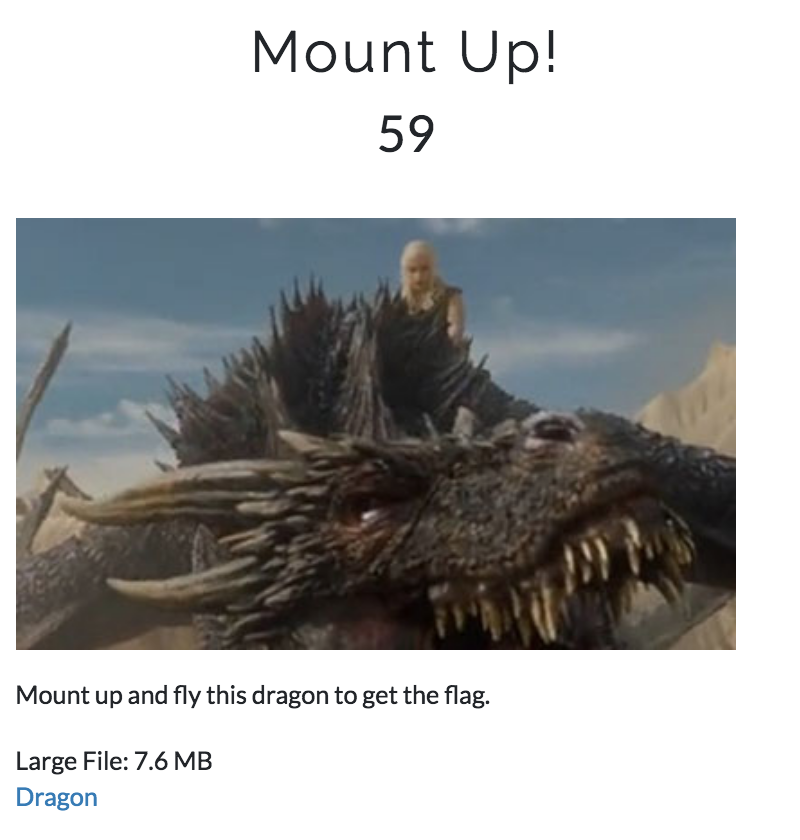 Mount Up!
59
Mount up and fly this dragon to get the flag.
Large File: 7.6 MB
Dragon